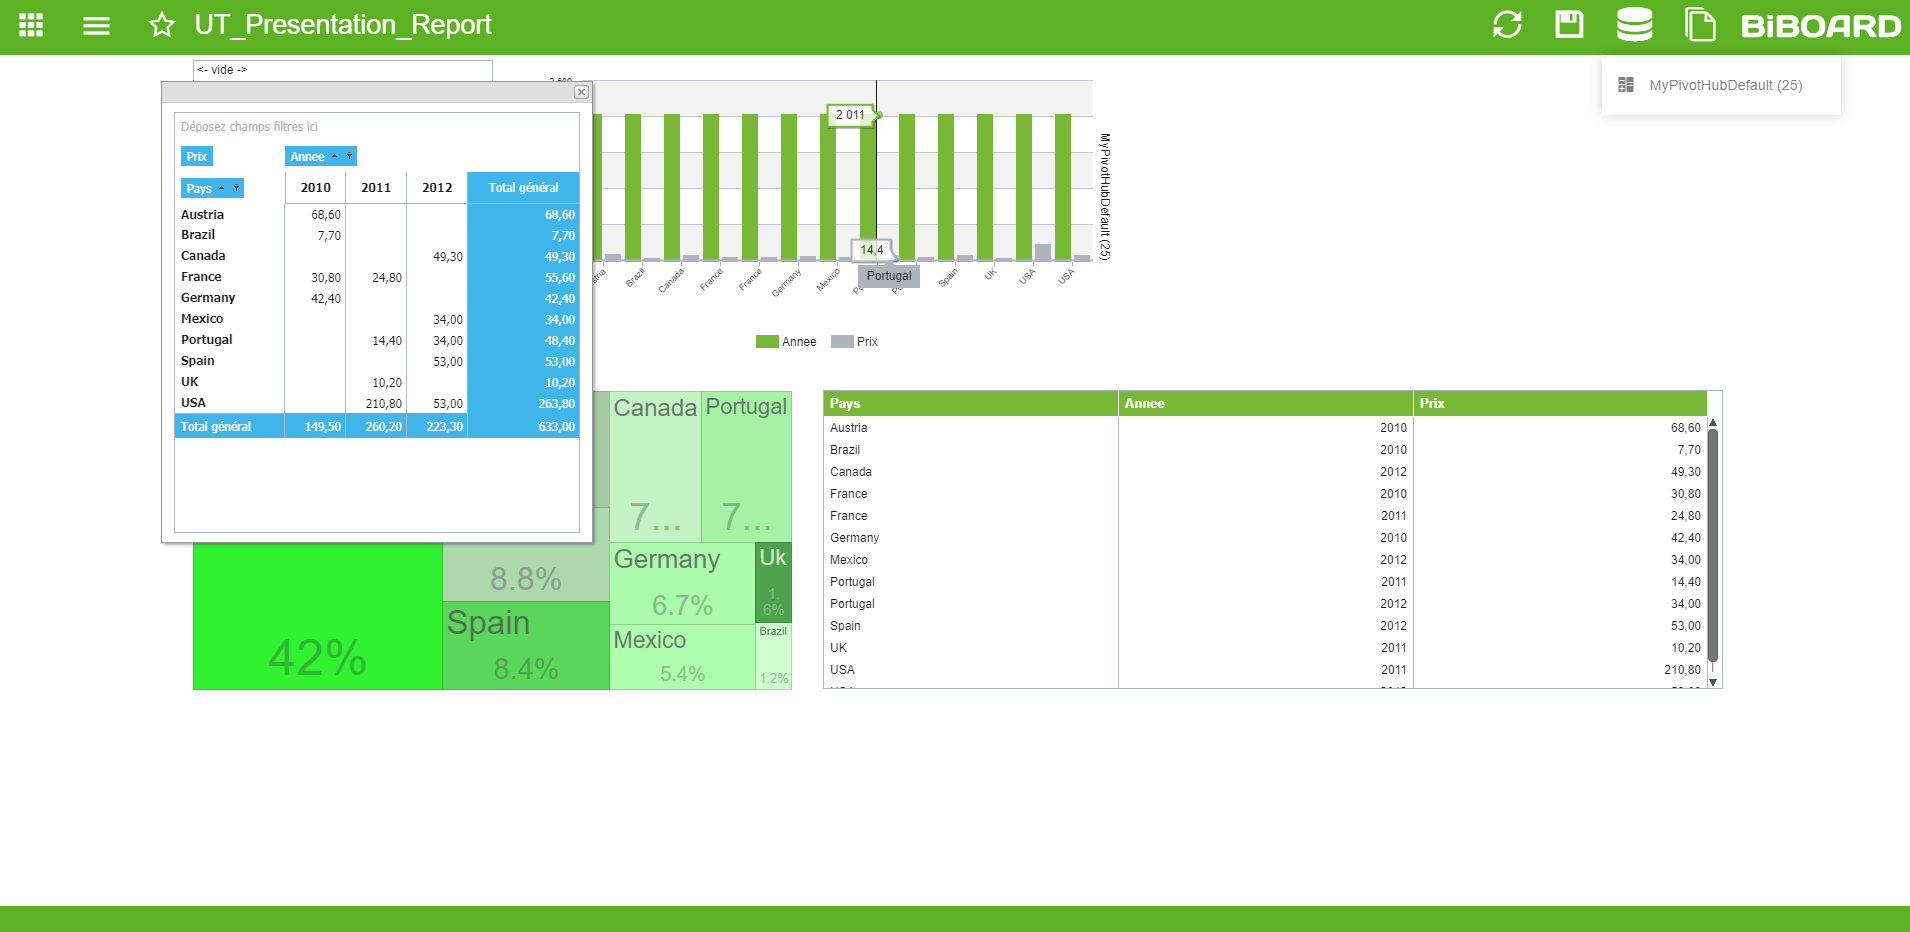 UT_Presentation_Report
BiBOARD
MyPivotHubDefault (25)
<- vide ->
Déposez champs filtres ici
Prix
Annee
Pays
2010 2011 2012 Total général
Austria 68,60 68,60
Brazil 7,70 7,70
Canada 49,30 49,30
France 30,80 24,80 55,60
Germany 42,40 42,40
Mexico 34,00 34,00
Portugal 14,40 34,00 48,40
Spain 53,00 53,00
UK 10,20 10,20
USA 210,80 53,00 263,80
Total général 149,50 260,20 223,30 633,00
2 011
14,4
Portugal
Brazil Canada France France Germany Mexico Spain UK USA USA
MyPivotHubDefault (25)
Annee Prix
Canada
7...
Portugal
7...
8.8%
Germany
6.7%
Uk
1.
6%
42%
Spain
8.4%
Mexico
5.4%
Brazil
1.2%
Pays Annee Prix
Austria 2010 68,60
Brazil 2010 7,70
Canada 2012 49,30
France 2010 30,80
France 2011 24,80
Germany 2010 42,40
Mexico 2012 34,00
Portugal 2011 14,40
Portugal 2012 34,00
Spain 2012 53,00
UK 2011 10,20
USA 2011 210,80